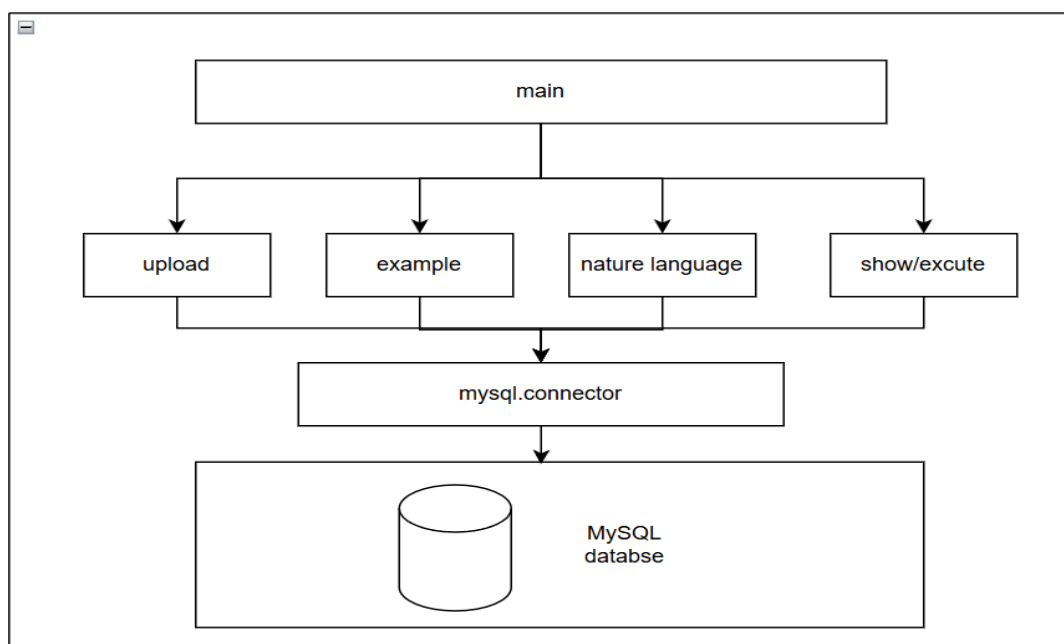 main
upload
example
nature language
show/excute
mysql.connector
MySQL
databse